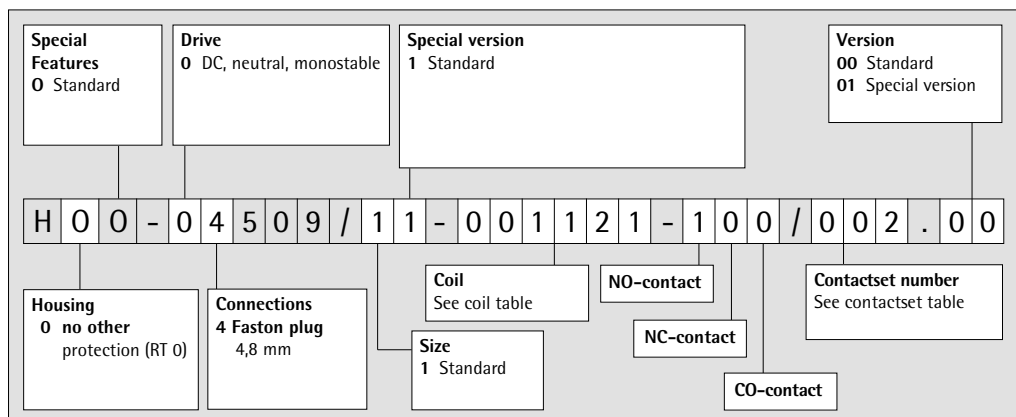 Special
Features
O Standard
Drive
0 DC, neutral, monostable
Special version
1 Standard
Version
00 Standard
01 Special version
HOO-04509/11-001121-100/002.00
Housing
0 no other
protection (RT 0)
Connections
4 Faston plug
4,8 mm
Size
1 Standard
Coil
See coil table
NO-contact
NC-contact
CO-contact
Contactset number
See contactset table